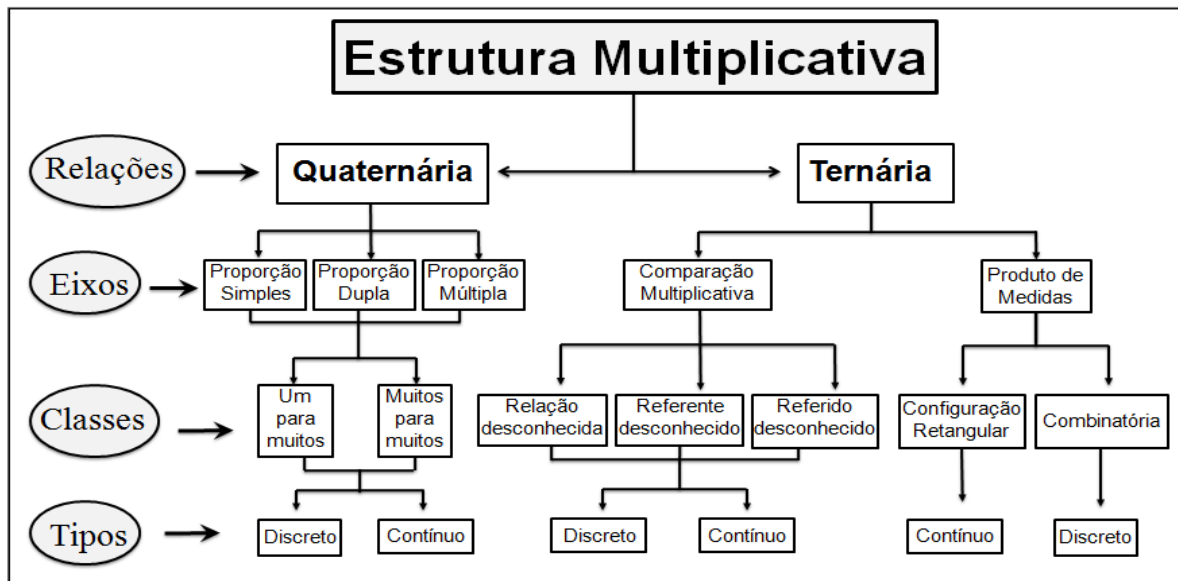 Estrutura Multiplicativa
Relações
Quaternária
Ternária
Eixos
Proporção
Simples
Proporção
Dupla
Proporção
Múltipla
Comparação
Multiplicativa
Produto de
Medidas
Classes
Um
para
muitos
Muitos
para
muitos
Relação
desconhecida
Referente
desconhecido
Referido
desconhecido
Configuração
Retangular
Combinatória
Tipos
Discreto
Contínuo
Discreto
Contínuo
Contínuo
Discreto